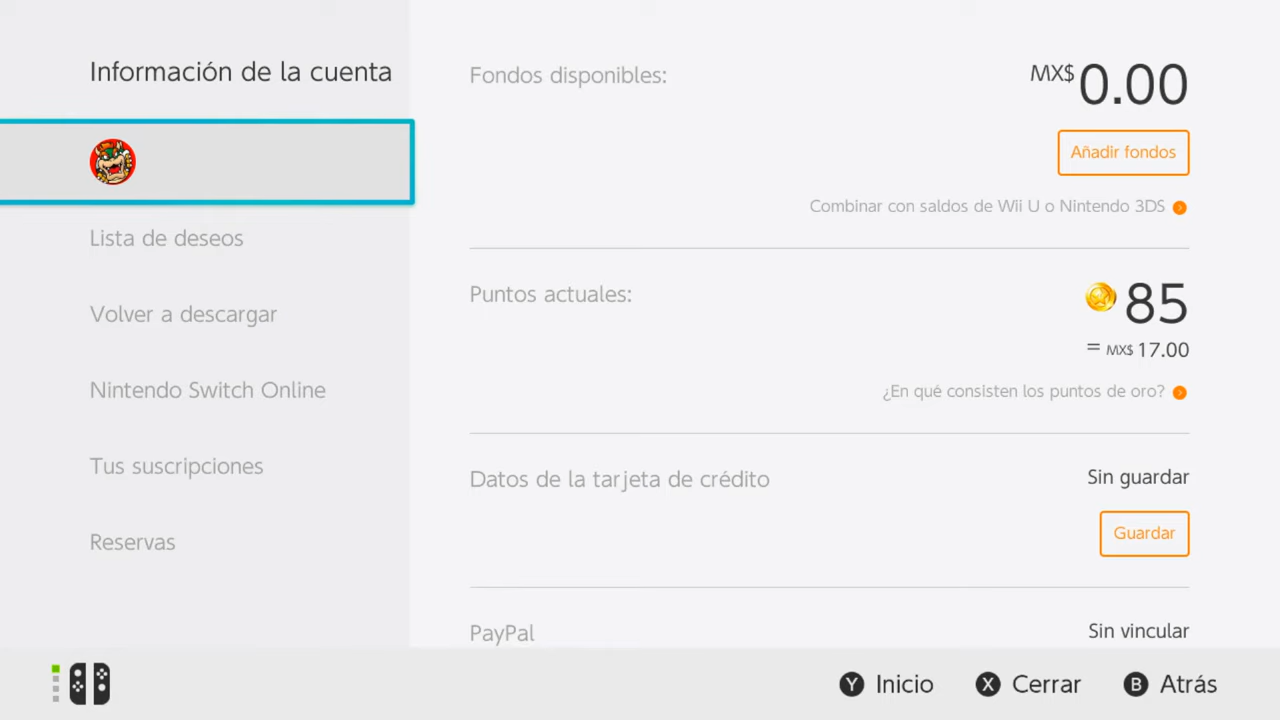 Información de la cuenta
Lista de deseos
Volver a descargar
Nintendo Switch Online
Tus suscripciones
Reservas
Fondos disponibles:
MX$ 0.00
Añadir fondos
Combinar con saldos de Wii U o Nintendo 3DS
Puntos actuales:
85
= MX$ 17.00
¿En qué consisten los puntos de oro?
Datos de la tarjeta de crédito
Sin guardar
Guardar
PayPal
Sin vincular
Y Inicio
X Cerrar
B Atrás